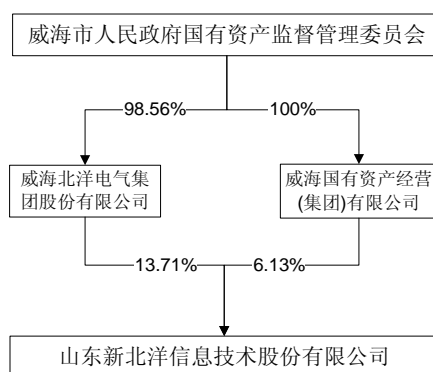 威海市人民政府国有资产监督管理委员会
98.56%
100%
威海北洋电气集
团股份有限公司
威海国有资产经营
(集团)有限公司
13.71%
6.13%
山东新北洋信息技术股份有限公司